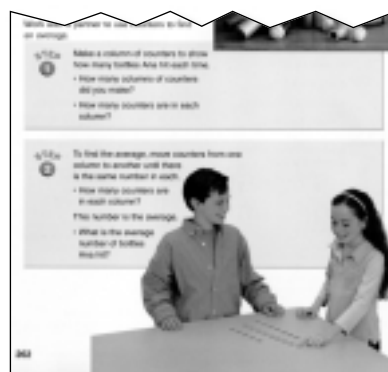 Work with a partner to use counters to find
an average.
STEP
1
Make a column of counters to show
how many bottles Ana hit each time.
• How many columns of counters
did you make?
• How many counters are in each
column?
STEP
2
To find the average, move counters from one
column to another until there
is the same number in each.
• How many counters are
in each column?
This number is the average.
• What is the average
number of bottles
Ana hit?